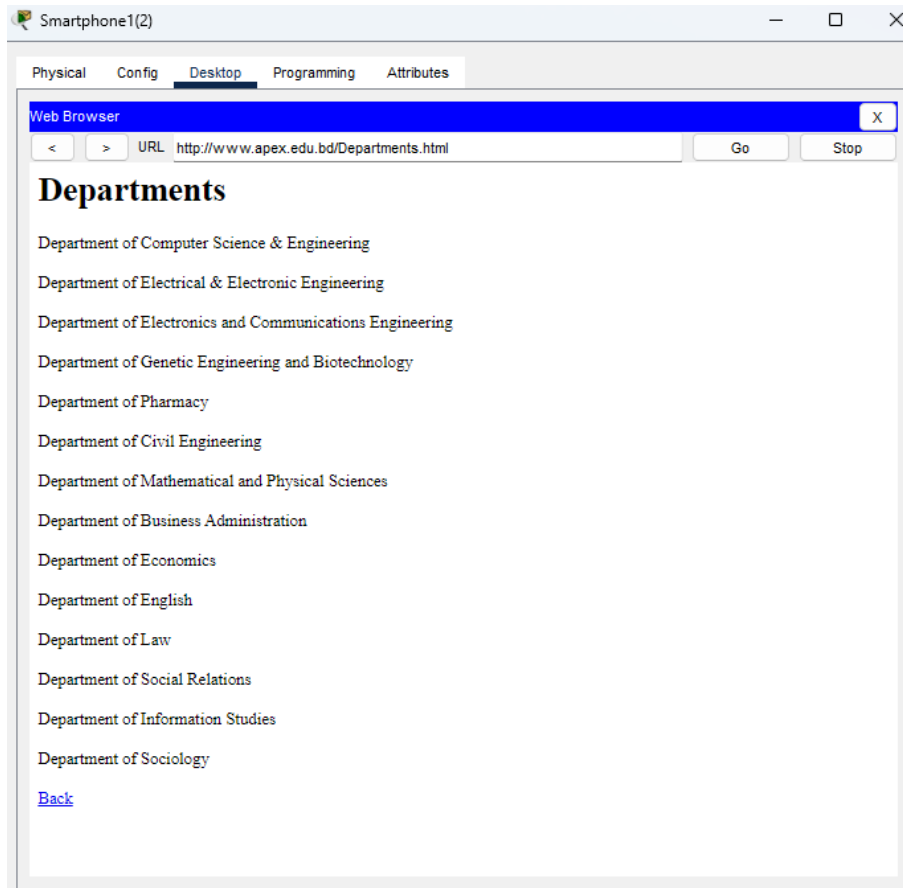 Smartphone1(2)
Physical Config Desktop Programming Attributes
Web Browser X
< > URL http://www.apex.edu.bd/Departments.html Go Stop
Departments
Department of Computer Science & Engineering
Department of Electrical & Electronic Engineering
Department of Electronics and Communications Engineering
Department of Genetic Engineering and Biotechnology
Department of Pharmacy
Department of Civil Engineering
Department of Mathematical and Physical Sciences
Department of Business Administration
Department of Economics
Department of English
Department of Law
Department of Social Relations
Department of Information Studies
Department of Sociology
Back